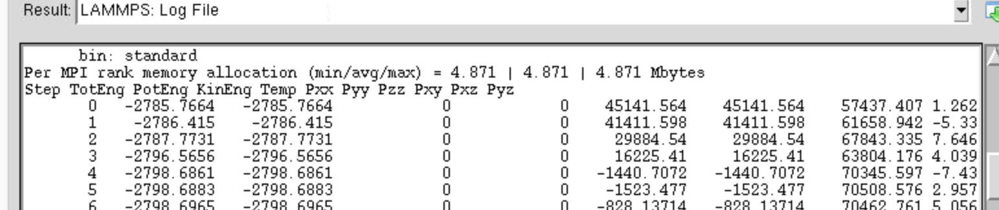 Result: LAMMPS: Log File
bin: standard
Per MPI rank memory allocation (min/avg/max) = 4.871 | 4.871 | 4.871 Mbytes
Step TotEng PotEng KinEng Temp Pxx Pyy Pzz Pxy Pxz Pyz
0 -2785.7664 -2785.7664 0 0 45141.564 45141.564 57437.407 1.262
1 -2786.415 -2786.415 0 0 41411.598 41411.598 61658.942 -5.33
2 -2787.7731 -2787.7731 0 0 29884.54 29884.54 67843.335 7.646
3 -2796.5656 -2796.5656 0 0 16225.41 16225.41 63804.176 4.039
4 -2798.6861 -2798.6861 0 0 -1440.7072 -1440.7072 70345.597 -7.43
5 -2798.6883 -2798.6883 0 0 -1523.477 -1523.477 70508.576 2.957
6 -2798.6965 -2798.6965 0 0 -828.13714 -828.13714 70462.761 5.056